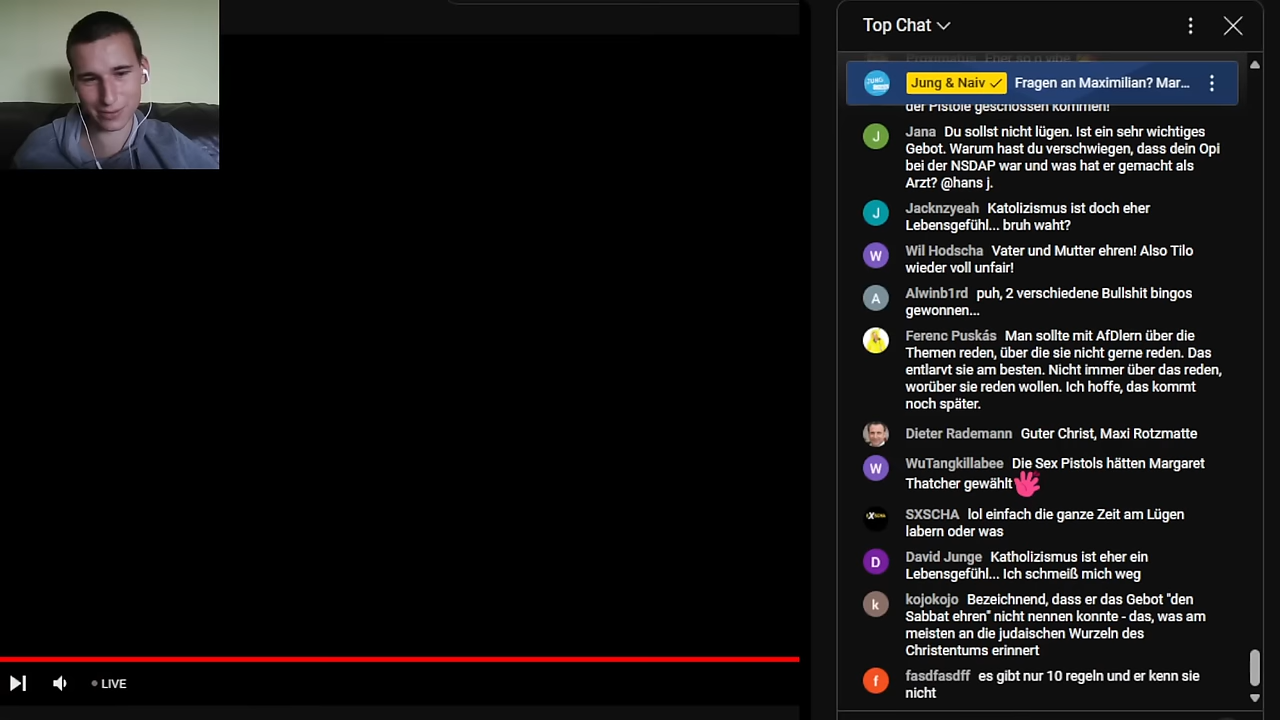 Top Chat
Jung & Naiv Fragen an Maximilian? Mar...
der Pistole geschossen kommen!
Jana Du sollst nicht lügen. Ist ein sehr wichtiges
Gebot. Warum hast du verschwiegen, dass dein Opi
bei der NSDAP war und was hat er gemacht als
Arzt? @hans j.
Jacknzyeah Katolizismus ist doch eher
Lebensgefühl... bruh waht?
Wil Hodscha Vater und Mutter ehren! Also Tilo
wieder voll unfair!
Alwinb1rd puh, 2 verschiedene Bullshit bingos
gewonnen...
Ferenc Puskás Man sollte mit AfDlern über die
Themen reden, über die sie nicht gerne reden. Das
entlarvt sie am besten. Nicht immer über das reden,
worüber sie reden wollen. Ich hoffe, das kommt
noch später.
Dieter Rademann Guter Christ, Maxi Rotzmatte
WuTangkillabee Die Sex Pistols hätten Margaret
Thatcher gewählt
SXSCHA lol einfach die ganze Zeit am Lügen
labern oder was
David Junge Katholizismus ist eher ein
Lebensgefühl... Ich schmeiß mich weg
kojokojo Bezeichnend, dass er das Gebot "den
Sabbat ehren" nicht nennen konnte - das, was am
meisten an die judaischen Wurzeln des
Christentums erinnert
fasdfasdff es gibt nur 10 regeln und er kenn sie
nicht
LIVE